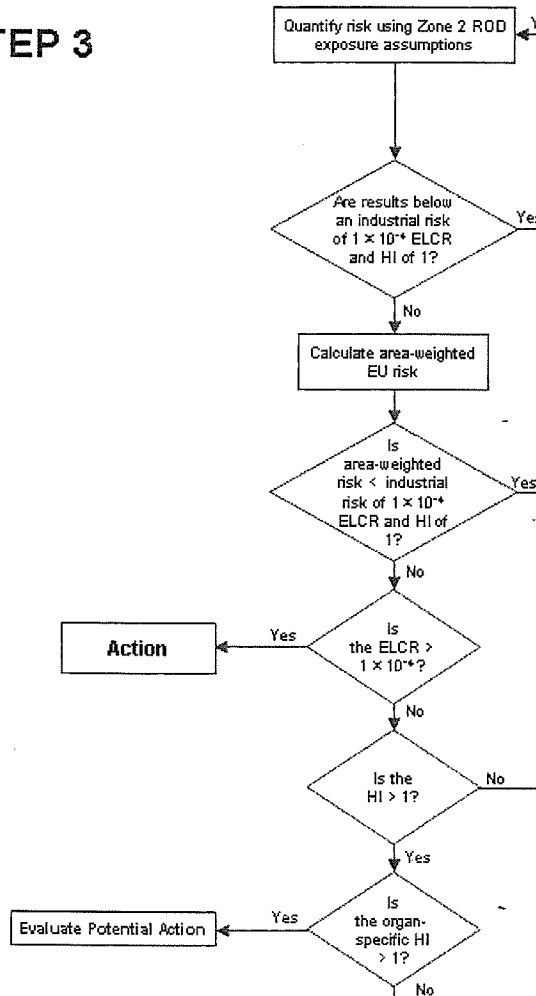 TEP 3
Quantify risk using Zone 2 ROD
exposure assumptions
Are results below
an industrial risk
of 1 × 10⁻⁴ ELCR
and HI of 1?
Yes
No
Calculate area-weighted
EU risk
Is
area-weighted
risk < industrial
risk of 1 × 10⁻⁴
ELCR and HI of
1?
Yes
No
Is
the ELCR >
1 × 10⁻⁴?
Yes
Action
No
Is the
HI > 1?
No
Yes
Is
the organ-
specific HI
> 1?
Yes
Evaluate Potential Action
No